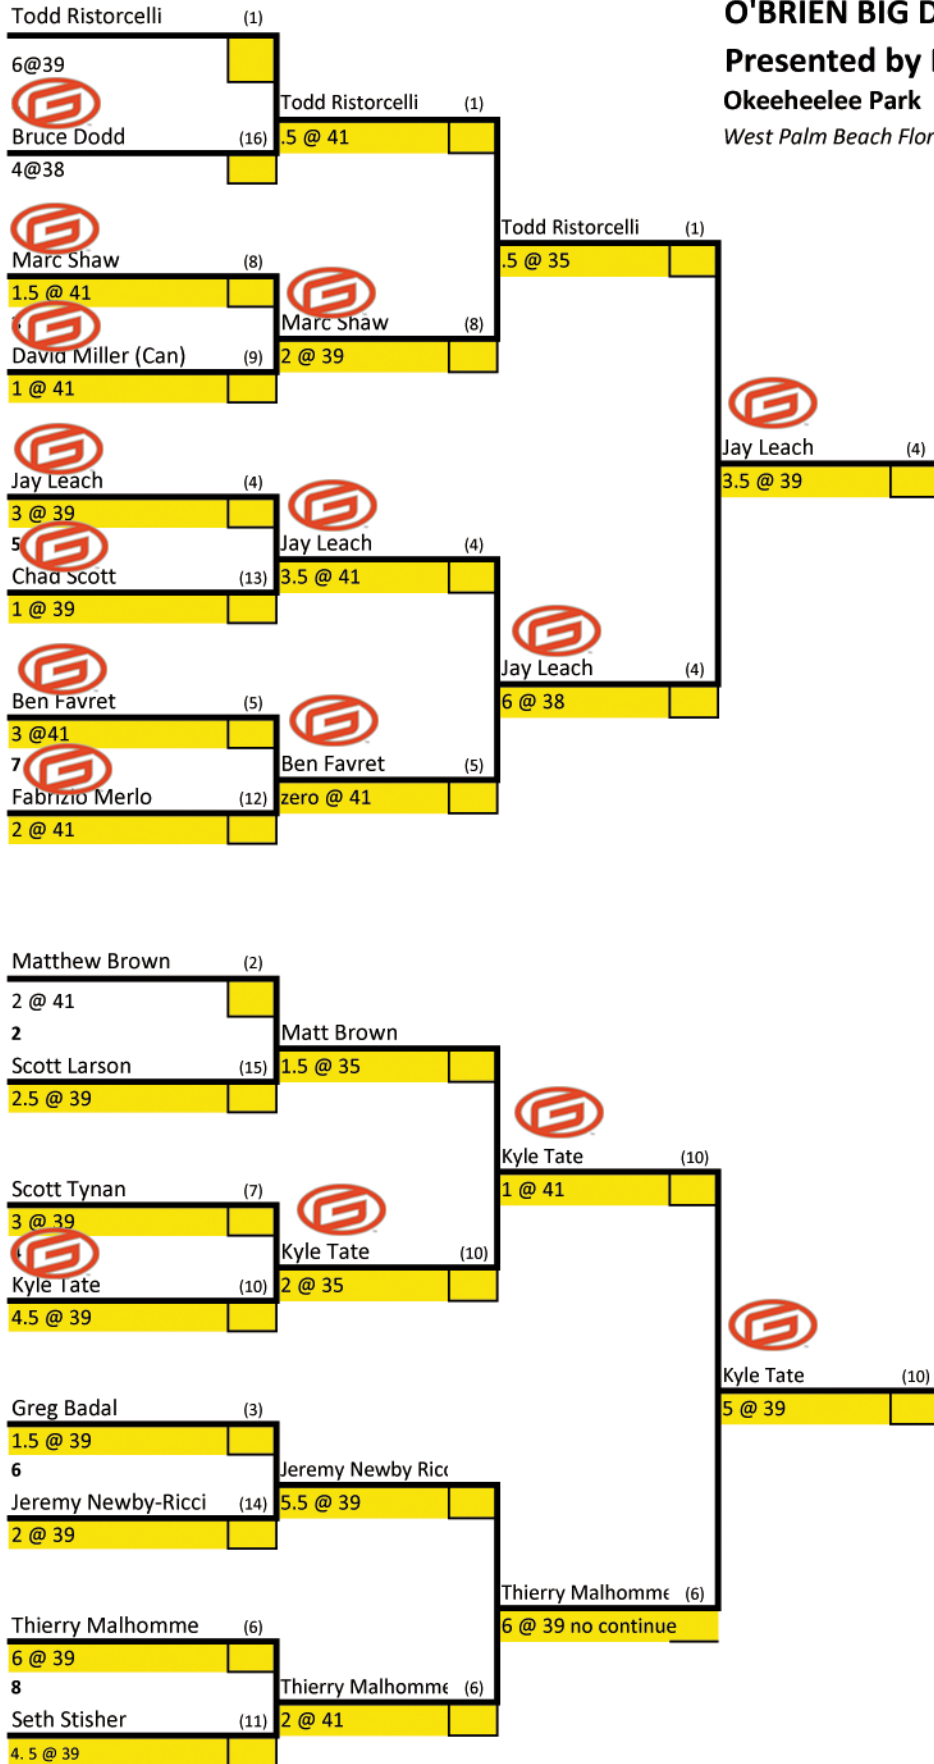 O'BRIEN BIG
Presented by
Okeeheelee Park
West Palm Beach Flor
Todd Ristorcelli (1)
6@39
Bruce Dodd (16)
4@38
Marc Shaw (8)
1.5 @ 41
David Miller (Can) (9)
1 @ 41
Jay Leach (4)
3 @ 39
5
Chad Scott (13)
1 @ 39
Ben Favret (5)
3 @41
7
Fabrizio Merlo (12)
2 @ 41
Todd Ristorcelli (1)
.5 @ 41
Marc Shaw (8)
2 @ 39
Jay Leach (4)
3.5 @ 41
Ben Favret (5)
zero @ 41
Todd Ristorcelli (1)
.5 @ 35
Jay Leach (4)
6 @ 38
Jay Leach (4)
3.5 @ 39
Matthew Brown (2)
2 @ 41
2
Scott Larson (15)
2.5 @ 39
Scott Tynan (7)
3 @ 39
Kyle Tate (10)
4.5 @ 39
Greg Badal (3)
1.5 @ 39
6
Jeremy Newby-Ricci (14)
2 @ 39
Thierry Malhomme (6)
6 @ 39
8
Seth Stisher (11)
4. 5 @ 39
Matt Brown
1.5 @ 35
Kyle Tate (10)
2 @ 35
Jeremy Newby Ricc
5.5 @ 39
Thierry Malhomme (6)
2 @ 41
Kyle Tate (10)
1 @ 41
Thierry Malhomme (6)
6 @ 39 no continue
Kyle Tate (10)
5 @ 39